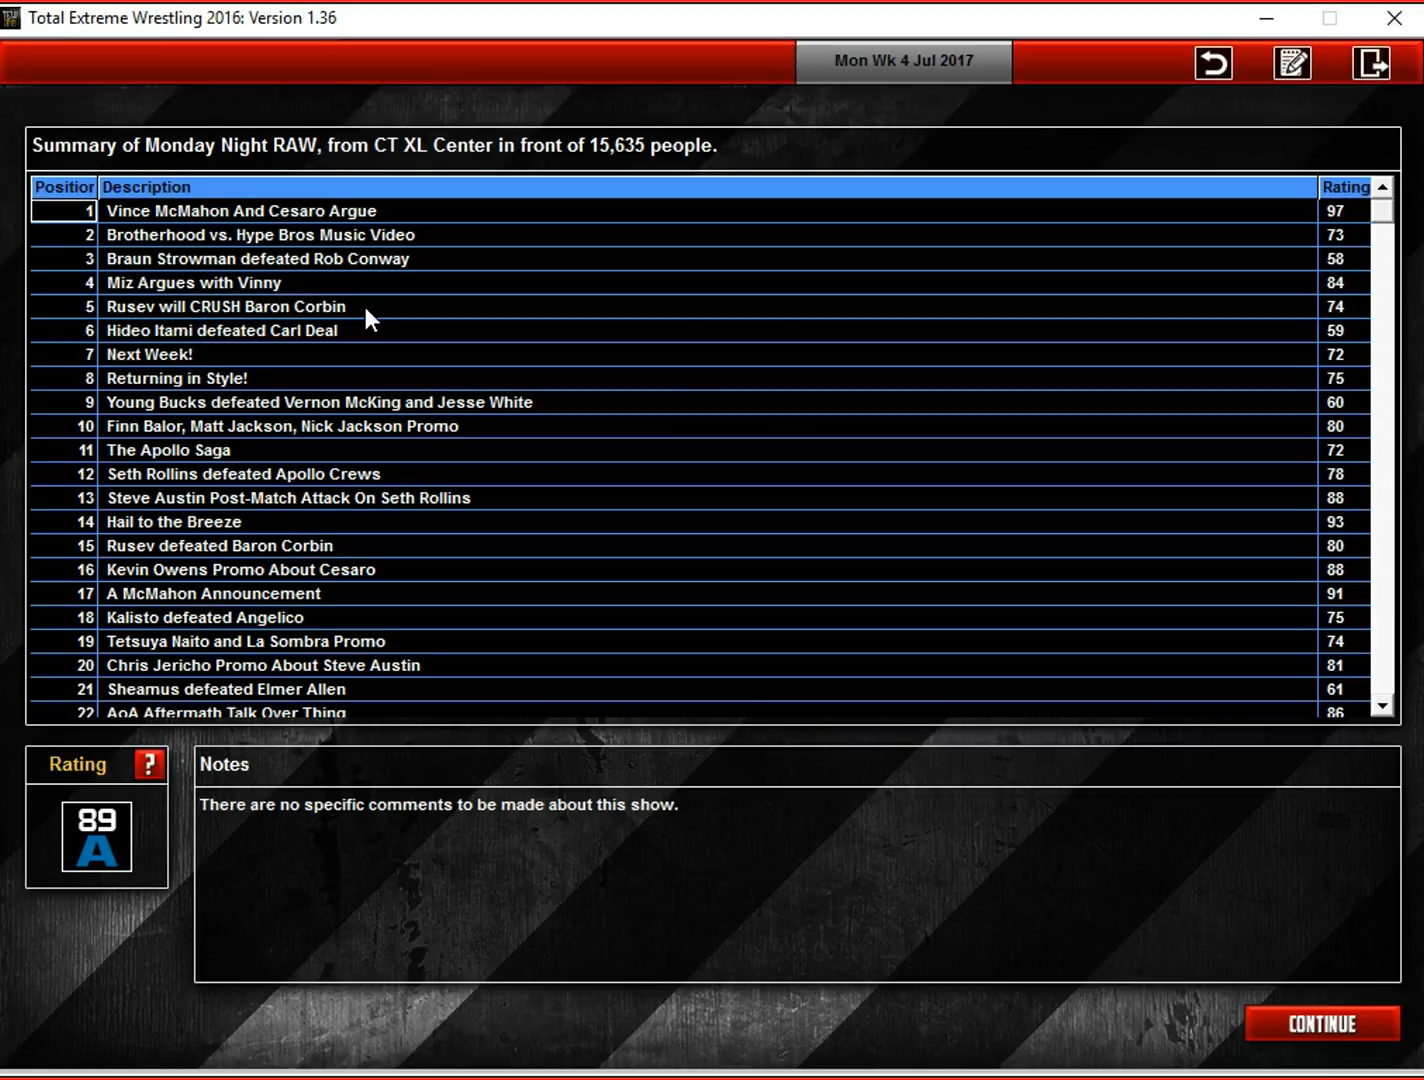 Total Extreme Wrestling 2016: Version 1.36
Mon Wk 4 Jul 2017
Summary of Monday Night RAW, from CT XL Center in front of 15,635 people.
Position Description Rating
1 Vince McMahon And Cesaro Argue 97
2 Brotherhood vs. Hype Bros Music Video 73
3 Braun Strowman defeated Rob Conway 58
4 Miz Argues with Vinny 84
5 Rusev will CRUSH Baron Corbin 74
6 Hideo Itami defeated Carl Deal 59
7 Next Week! 72
8 Returning in Style! 75
9 Young Bucks defeated Vernon McKing and Jesse White 60
10 Finn Balor, Matt Jackson, Nick Jackson Promo 80
11 The Apollo Saga 72
12 Seth Rollins defeated Apollo Crews 78
13 Steve Austin Post-Match Attack On Seth Rollins 88
14 Hail to the Breeze 93
15 Rusev defeated Baron Corbin 80
16 Kevin Owens Promo About Cesaro 88
17 A McMahon Announcement 91
18 Kalisto defeated Angelico 75
19 Tetsuya Naito and La Sombra Promo 74
20 Chris Jericho Promo About Steve Austin 81
21 Sheamus defeated Elmer Allen 61
22 AoA Aftermath Talk Over Thing 86
Rating ? Notes
There are no specific comments to be made about this show.
89
A
CONTINUE